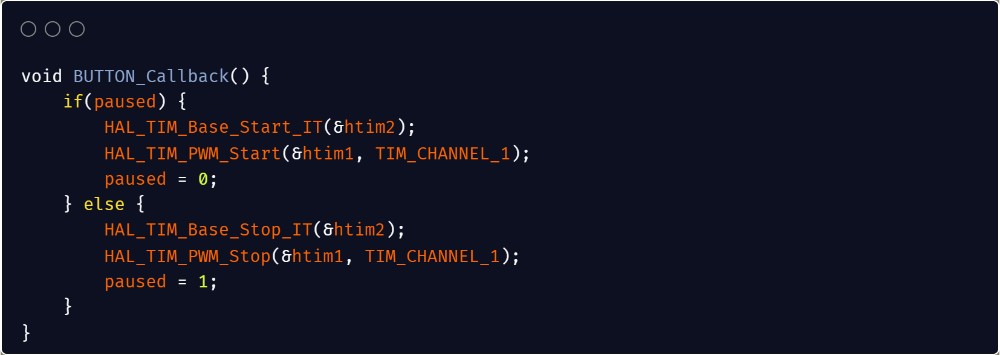 void BUTTON_Callback() {
    if(paused) {
        HAL_TIM_Base_Start_IT(&htim2);
        HAL_TIM_PWM_Start(&htim1, TIM_CHANNEL_1);
        paused = 0;
    } else {
        HAL_TIM_Base_Stop_IT(&htim2);
        HAL_TIM_PWM_Stop(&htim1, TIM_CHANNEL_1);
        paused = 1;
    }
}